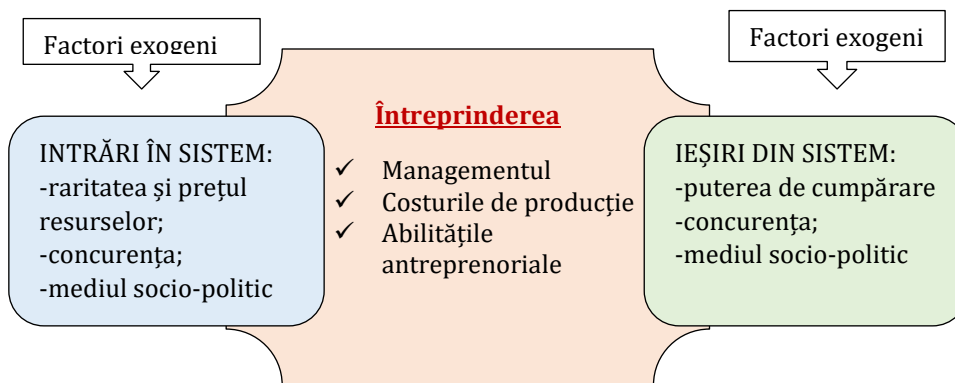 Factori exogeni
Factori exogeni
INTRĂRI ÎN SISTEM:
-raritatea și prețul
resurselor;
-concurența;
-mediul socio-politic
Întreprinderea
✓ Managementul
✓ Costurile de producție
✓ Abilitățile
antreprenoriale
IEȘIRI DIN SISTEM:
-puterea de cumpărare
-concurența;
-mediul socio-politic